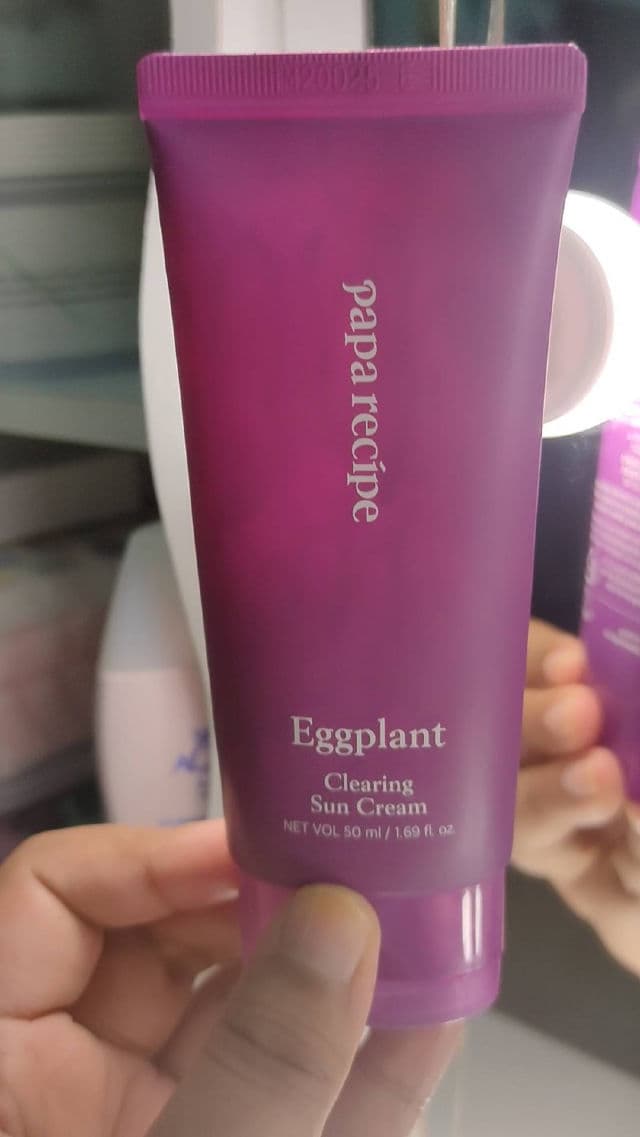 papa recipe
Eggplant
Clearing
Sun Cream
NET VOL 50 ml / 1.69 fl. oz.